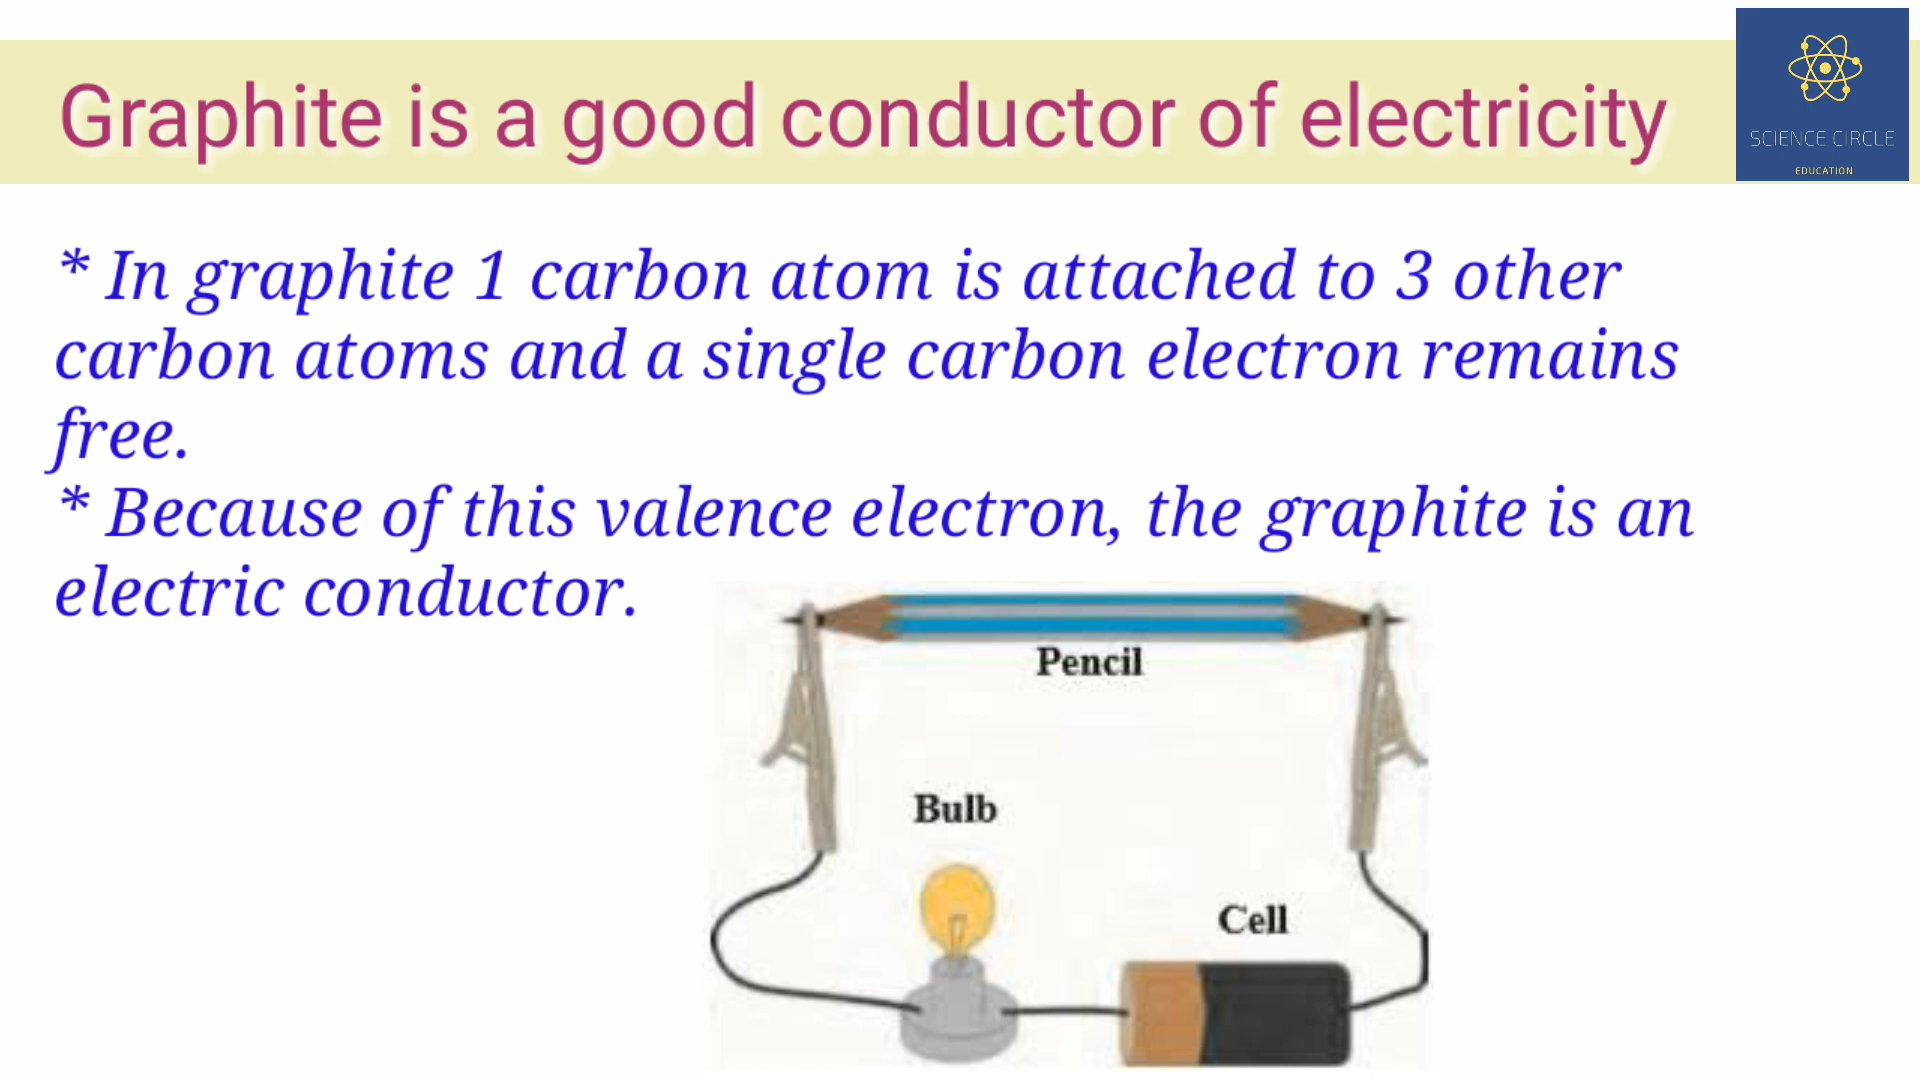 Graphite is a good conductor of electricity
SCIENCE CIRCLE
EDUCATION
* In graphite 1 carbon atom is attached to 3 other
carbon atoms and a single carbon electron remains
free.
* Because of this valence electron, the graphite is an
electric conductor.
Pencil
Bulb
Cell